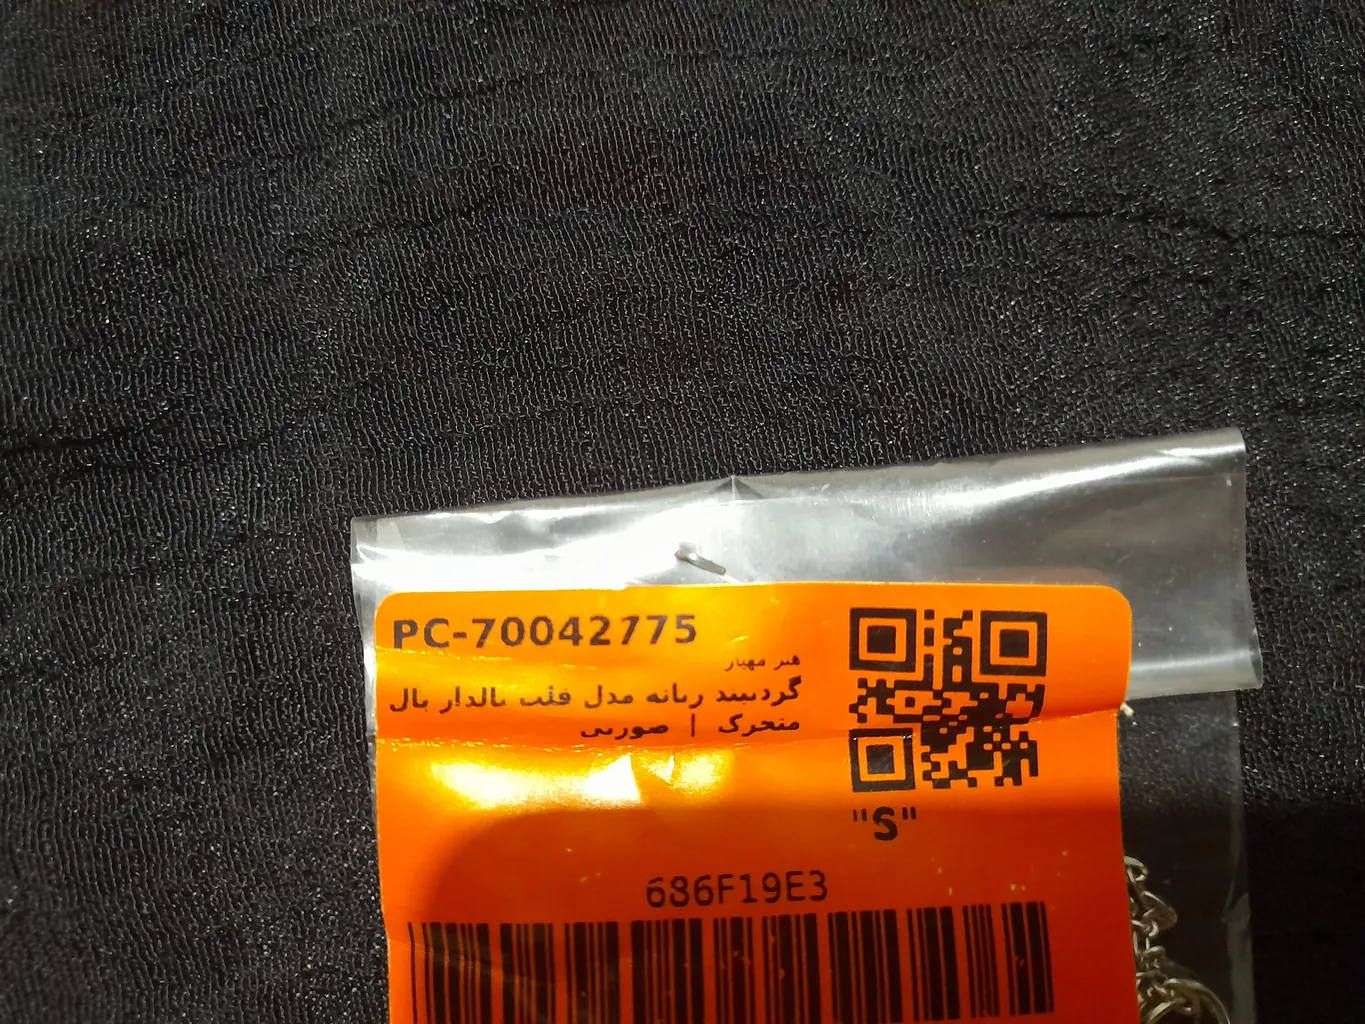 PC-70042775
هنر مهیار
گردنبند زنانه مدل قلب بالدار بال
متحرک | صورتی
"S"
686F19E3